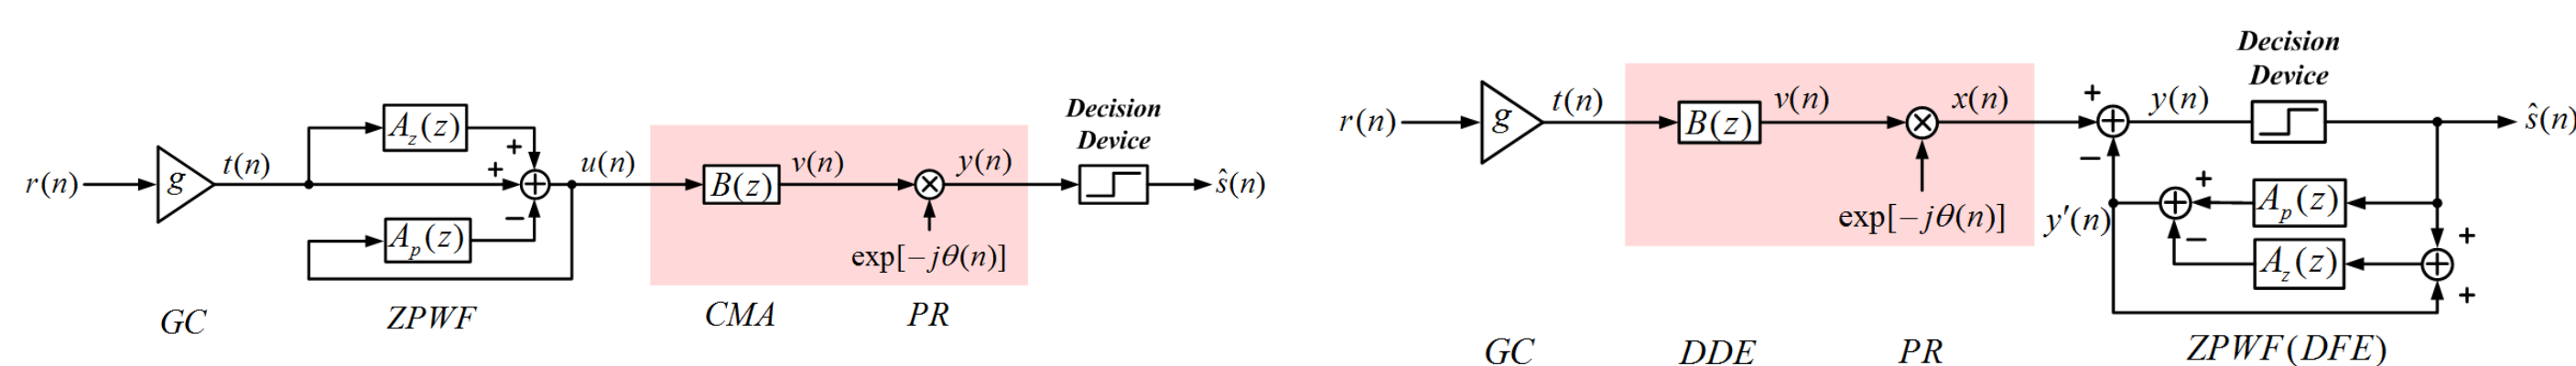 r(n)
g
t(n)
A_z(z)
+
+
−
A_p(z)
u(n)
B(z)
v(n)
y(n)
exp[−jθ(n)]
Decision
Device
ŝ(n)
GC
ZPWF
CMA
PR
r(n)
g
t(n)
B(z)
v(n)
x(n)
exp[−jθ(n)]
+
−
y(n)
Decision
Device
ŝ(n)
y′(n)
+
−
A_p(z)
A_z(z)
+
+
GC
DDE
PR
ZPWF(DFE)